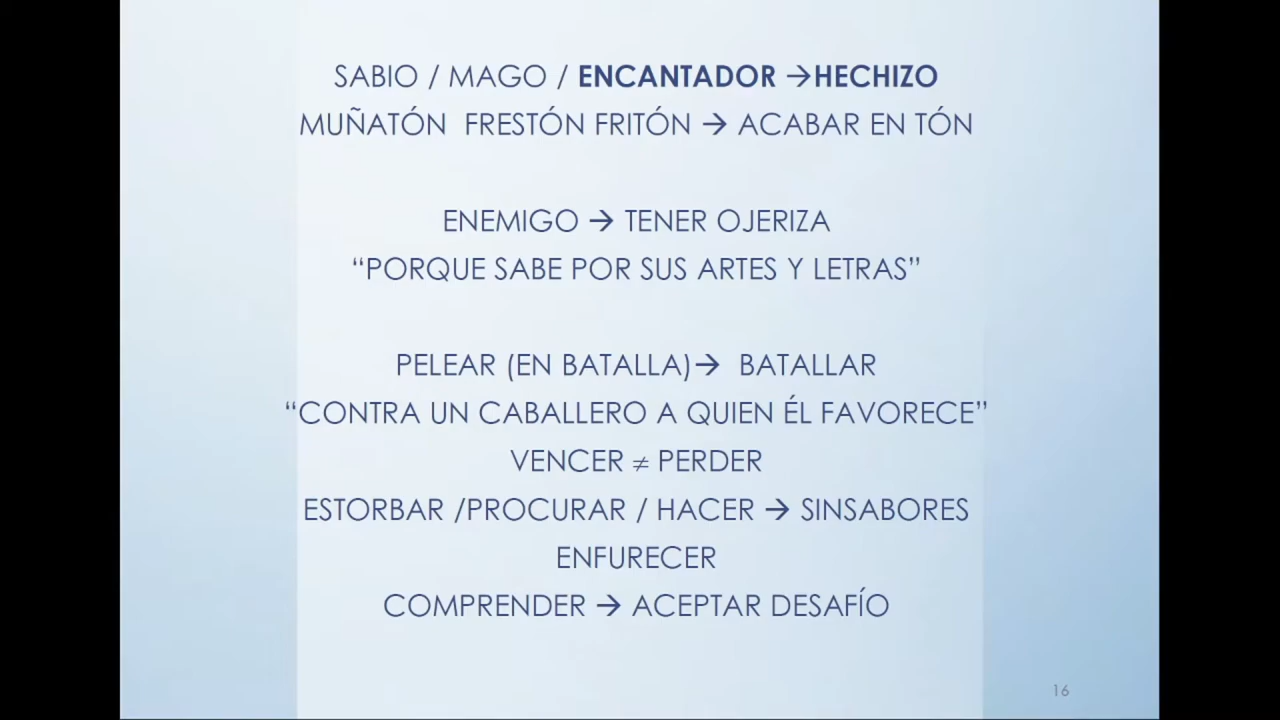 SABIO / MAGO / ENCANTADOR →HECHIZO
MUÑATÓN FRESTÓN FRITÓN → ACABAR EN TÓN
ENEMIGO → TENER OJERIZA
“PORQUE SABE POR SUS ARTES Y LETRAS”
PELEAR (EN BATALLA)→ BATALLAR
“CONTRA UN CABALLERO A QUIEN ÉL FAVORECE”
VENCER ≠ PERDER
ESTORBAR /PROCURAR / HACER → SINSABORES
ENFURECER
COMPRENDER → ACEPTAR DESAFÍO
16